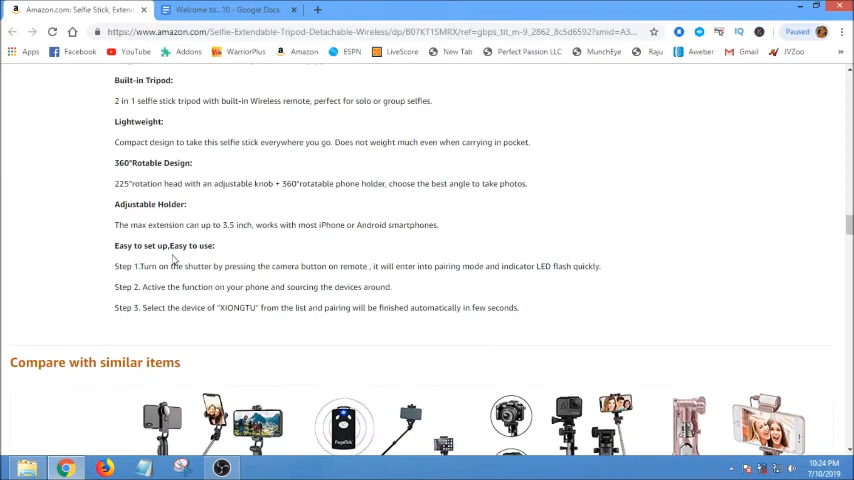 Amazon.com: Selfie Stick, Extend
Welcome to...10 - Google Docs
https://www.amazon.com/Selfie-Extendable-Tripod-Detachable-Wireless/dp/B07KT1SMRX/ref=gbps_tit_m-9_2862_8c5d6592?smid=A3...
Paused
Apps Facebook YouTube Addons WarriorPlus Amazon ESPN LiveScore New Tab Perfect Passion LLC MunchEye Raju Aweber Gmail JVZoo
Built-in Tripod:
2 in 1 selfie stick tripod with built-in Wireless remote, perfect for solo or group selfies.
Lightweight:
Compact design to take this selfie stick everywhere you go. Does not weight much even when carrying in pocket.
360°Rotable Design:
225°rotation head with an adjustable knob + 360°rotatable phone holder, choose the best angle to take photos.
Adjustable Holder:
The max extension can up to 3.5 inch, works with most iPhone or Android smartphones.
Easy to set up,Easy to use:
Step 1.Turn on the shutter by pressing the camera button on remote , it will enter into pairing mode and indicator LED flash quickly.
Step 2. Active the function on your phone and sourcing the devices around.
Step 3. Select the device of "XIONGTU" from the list and pairing will be finished automatically in few seconds.
Compare with similar items
10:24 PM
7/10/2019